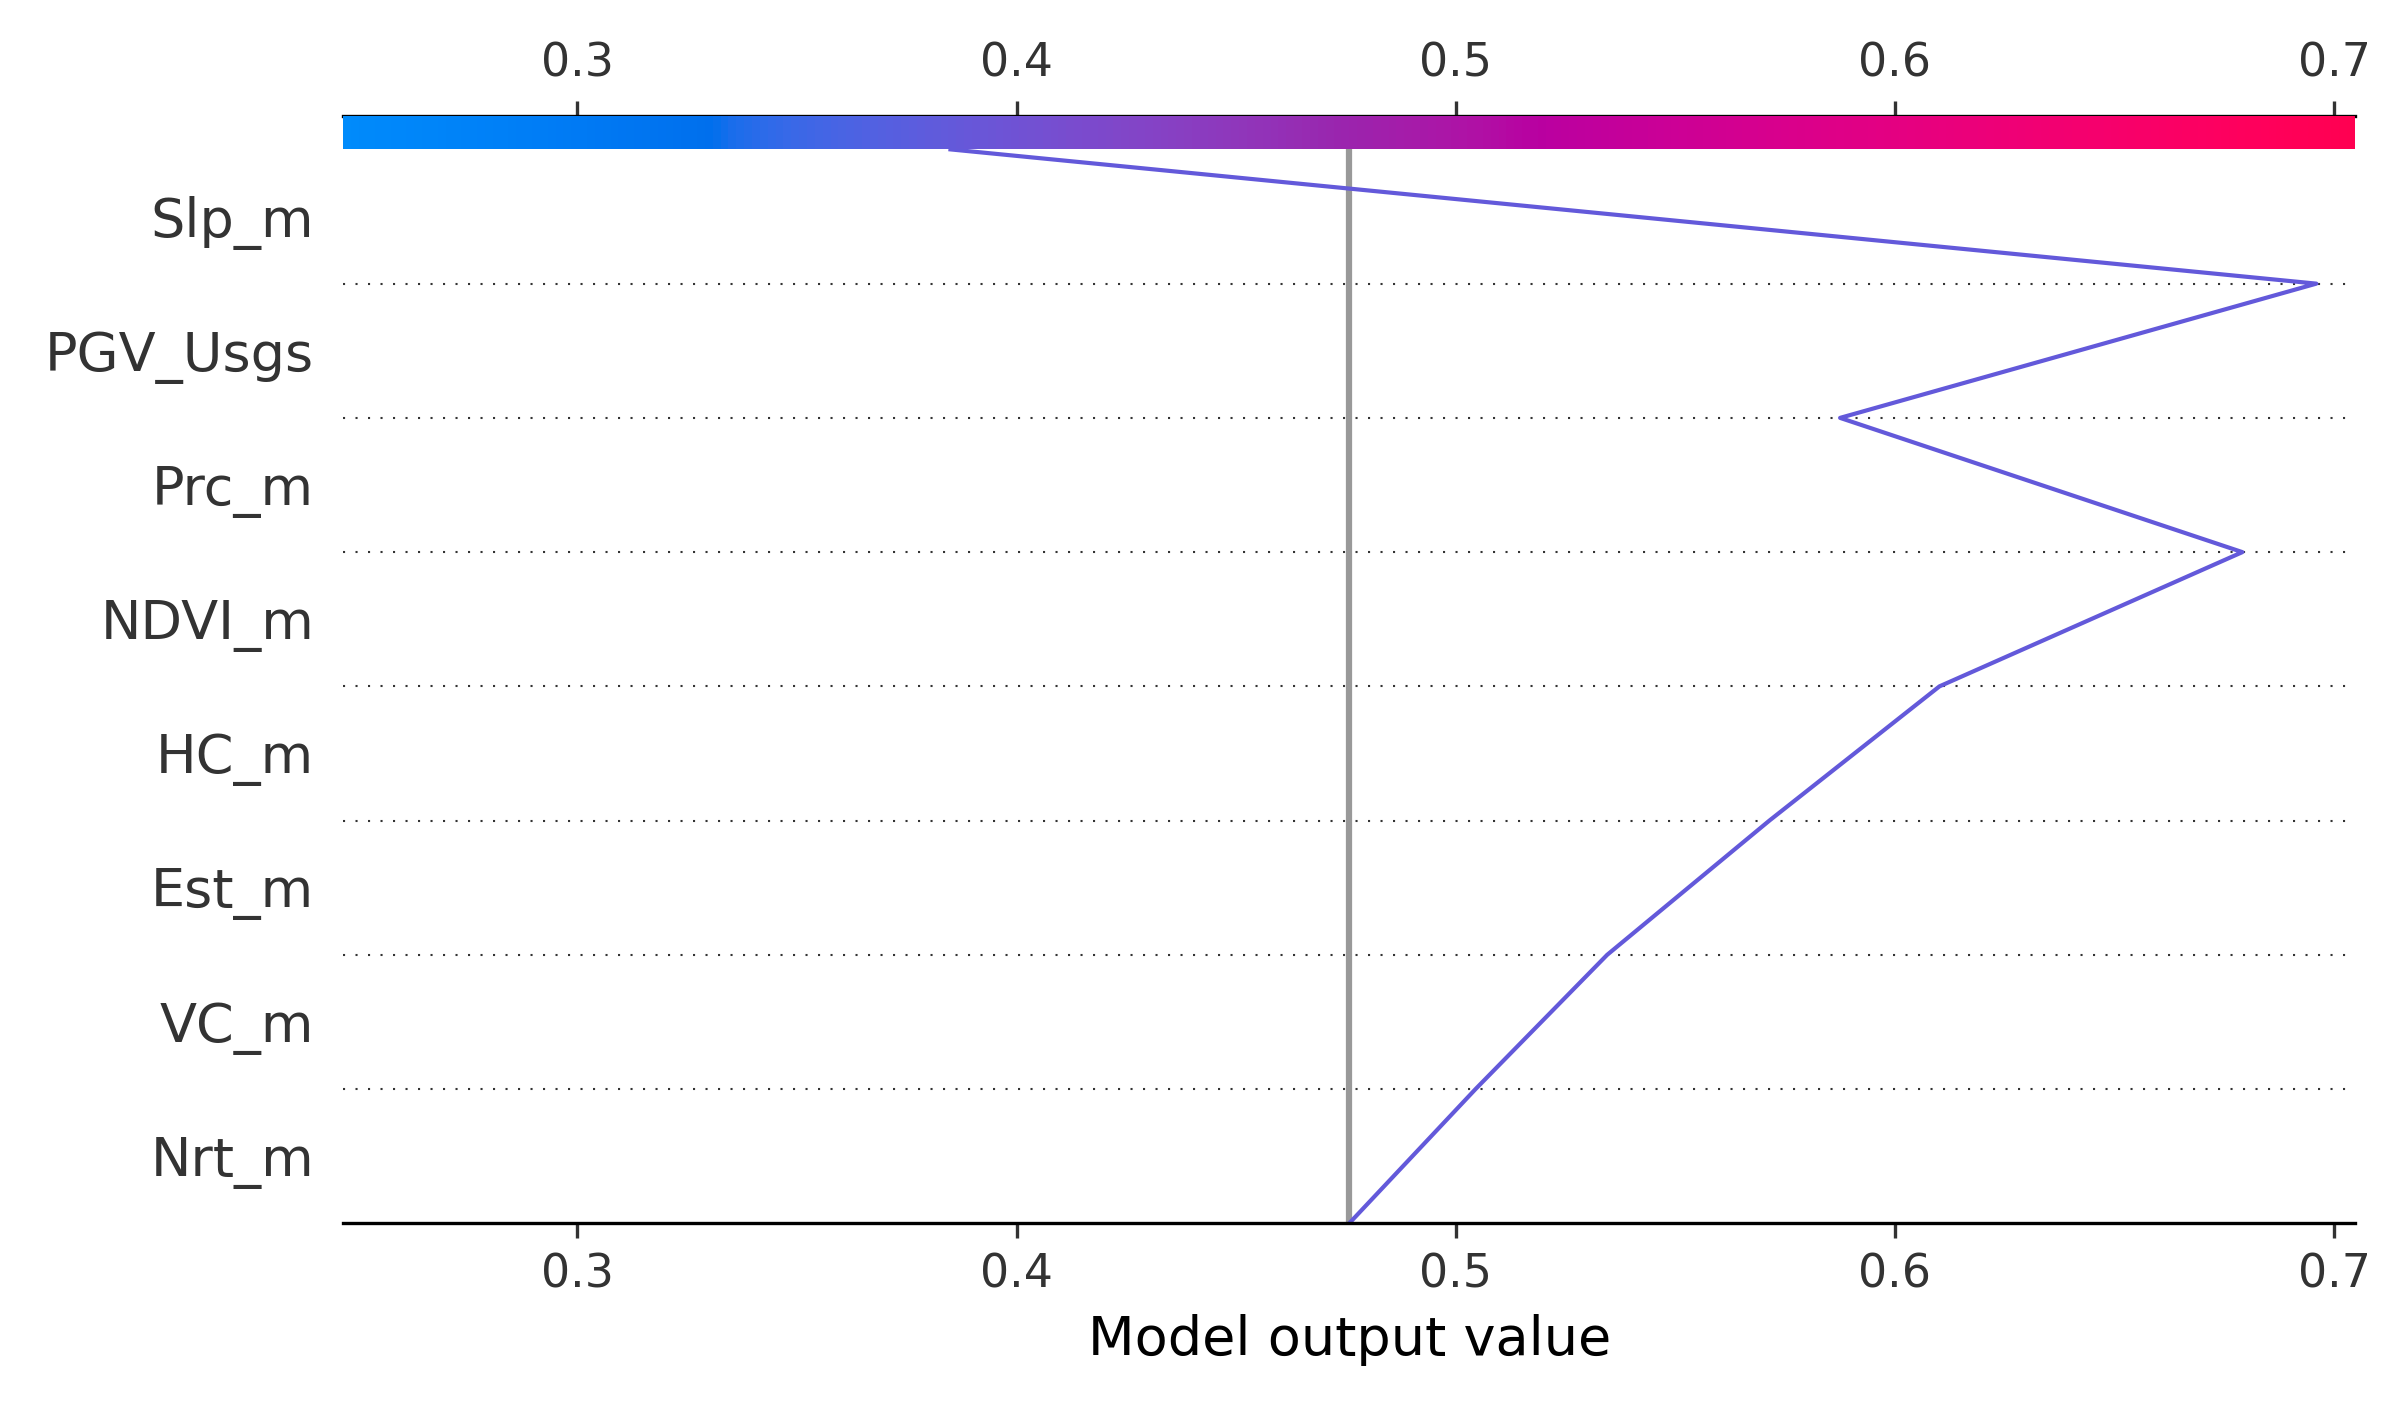 0.3 0.4 0.5 0.6 0.7
Slp_m
PGV_Usgs
Prc_m
NDVI_m
HC_m
Est_m
VC_m
Nrt_m
0.3 0.4 0.5 0.6 0.7
Model output value